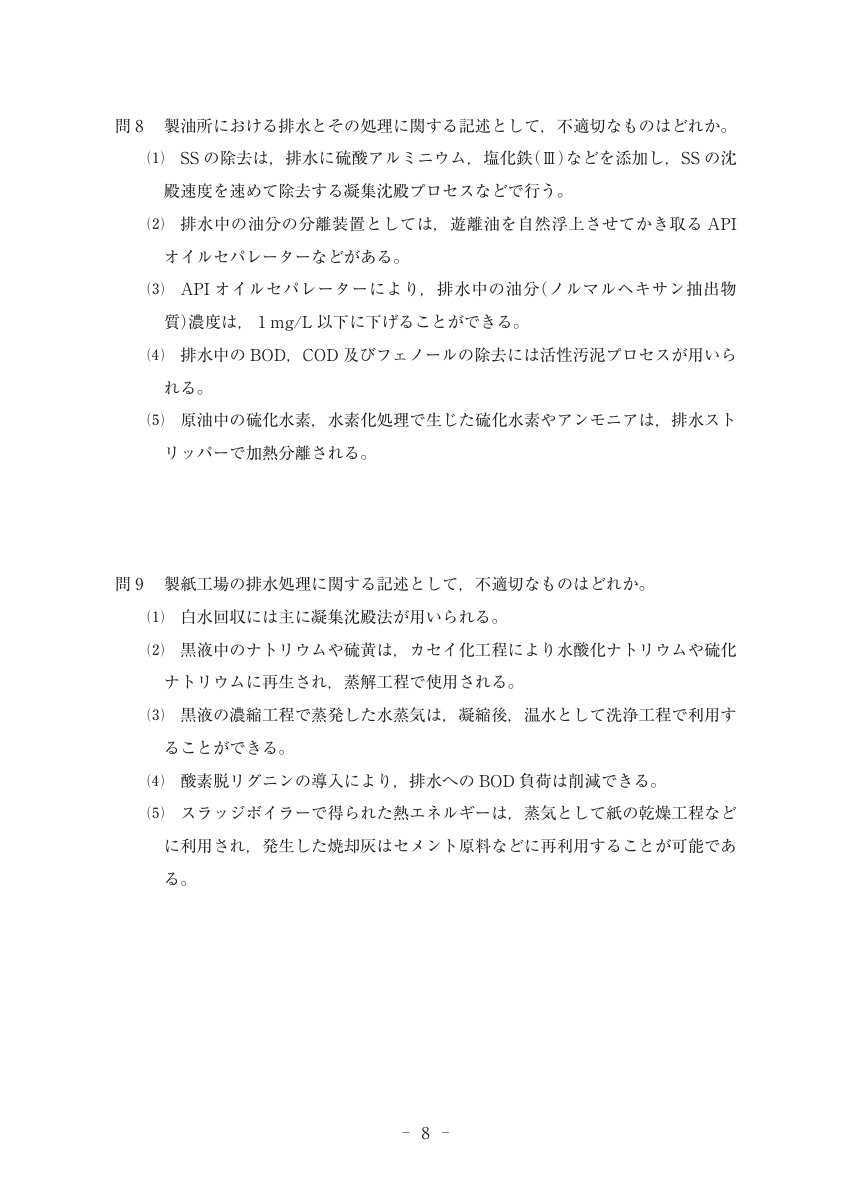 問８　製油所における排水とその処理に関する記述として，不適切なものはどれか。
⑴　SSの除去は，排水に硫酸アルミニウム，塩化鉄（Ⅲ）などを添加し，SSの沈
殿速度を速めて除去する凝集沈殿プロセスなどで行う。
⑵　排水中の油分の分離装置としては，遊離油を自然浮上させてかき取る API
オイルセパレーターなどがある。
⑶　API オイルセパレーターにより，排水中の油分（ノルマルヘキサン抽出物
質）濃度は，１mg/L 以下に下げることができる。
⑷　排水中の BOD，COD 及びフェノールの除去には活性汚泥プロセスが用いら
れる。
⑸　原油中の硫化水素，水素化処理で生じた硫化水素やアンモニアは，排水スト
リッパーで加熱分離される。
問９　製紙工場の排水処理に関する記述として，不適切なものはどれか。
⑴　白水回収には主に凝集沈殿法が用いられる。
⑵　黒液中のナトリウムや硫黄は，カセイ化工程により水酸化ナトリウムや硫化
ナトリウムに再生され，蒸解工程で使用される。
⑶　黒液の濃縮工程で蒸発した水蒸気は，凝縮後，温水として洗浄工程で利用す
ることができる。
⑷　酸素脱リグニンの導入により，排水への BOD 負荷は削減できる。
⑸　スラッジボイラーで得られた熱エネルギーは，蒸気として紙の乾燥工程など
に利用され，発生した焼却灰はセメント原料などに再利用することが可能であ
る。
－ 8 －